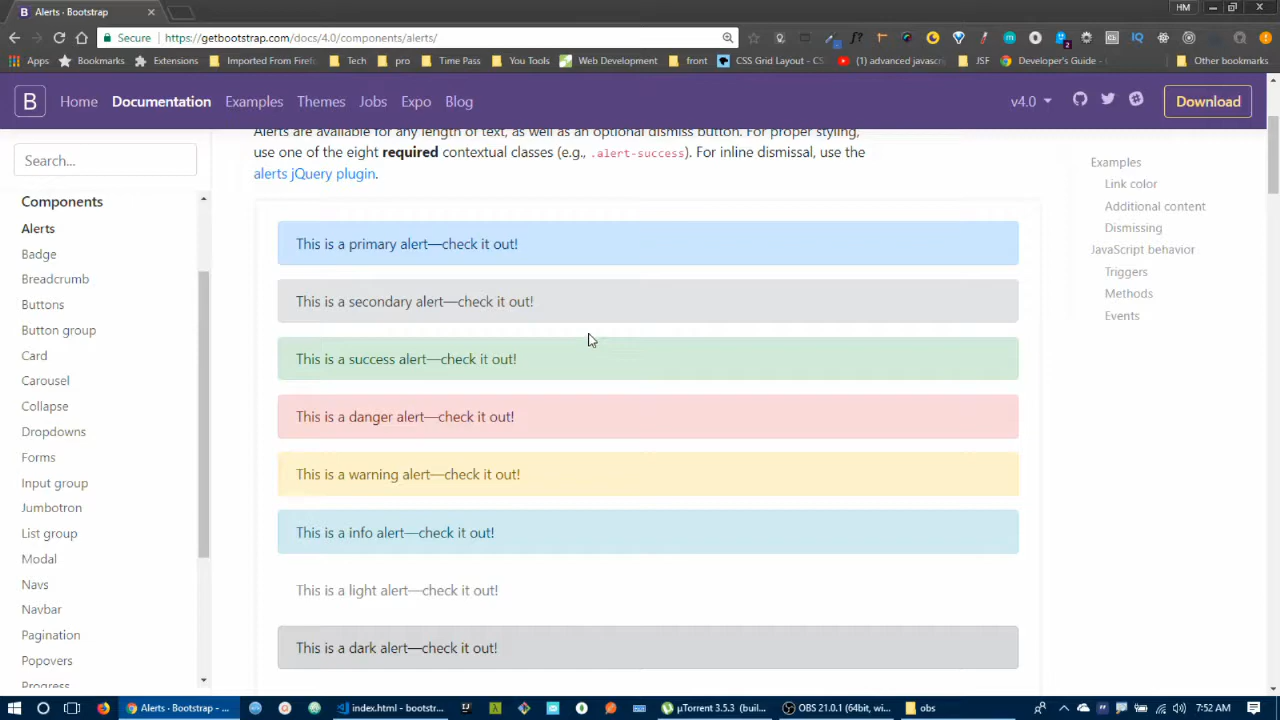 B Alerts · Bootstrap
HM
Secure
https://getbootstrap.com/docs/4.0/components/alerts/
Apps Bookmarks Extensions Imported From Firef Tech pro Time Pass You Tools Web Development front CSS Grid Layout - CS (1) advanced javascri JSF Developer's Guide - Other bookmarks
B Home Documentation Examples Themes Jobs Expo Blog v4.0 Download
Search...
Components
Alerts
Badge
Breadcrumb
Buttons
Button group
Card
Carousel
Collapse
Dropdowns
Forms
Input group
Jumbotron
List group
Modal
Navs
Navbar
Pagination
Popovers
Progress
Alerts are available for any length of text, as well as an optional dismiss button. For proper styling,
use one of the eight required contextual classes (e.g., .alert-success). For inline dismissal, use the
alerts jQuery plugin.
This is a primary alert—check it out!
This is a secondary alert—check it out!
This is a success alert—check it out!
This is a danger alert—check it out!
This is a warning alert—check it out!
This is a info alert—check it out!
This is a light alert—check it out!
This is a dark alert—check it out!
Examples
Link color
Additional content
Dismissing
JavaScript behavior
Triggers
Methods
Events
Alerts · Bootstrap - ... index.html - bootstr... µTorrent 3.5.3 (buil... OBS 21.0.1 (64bit, wi... obs 7:52 AM